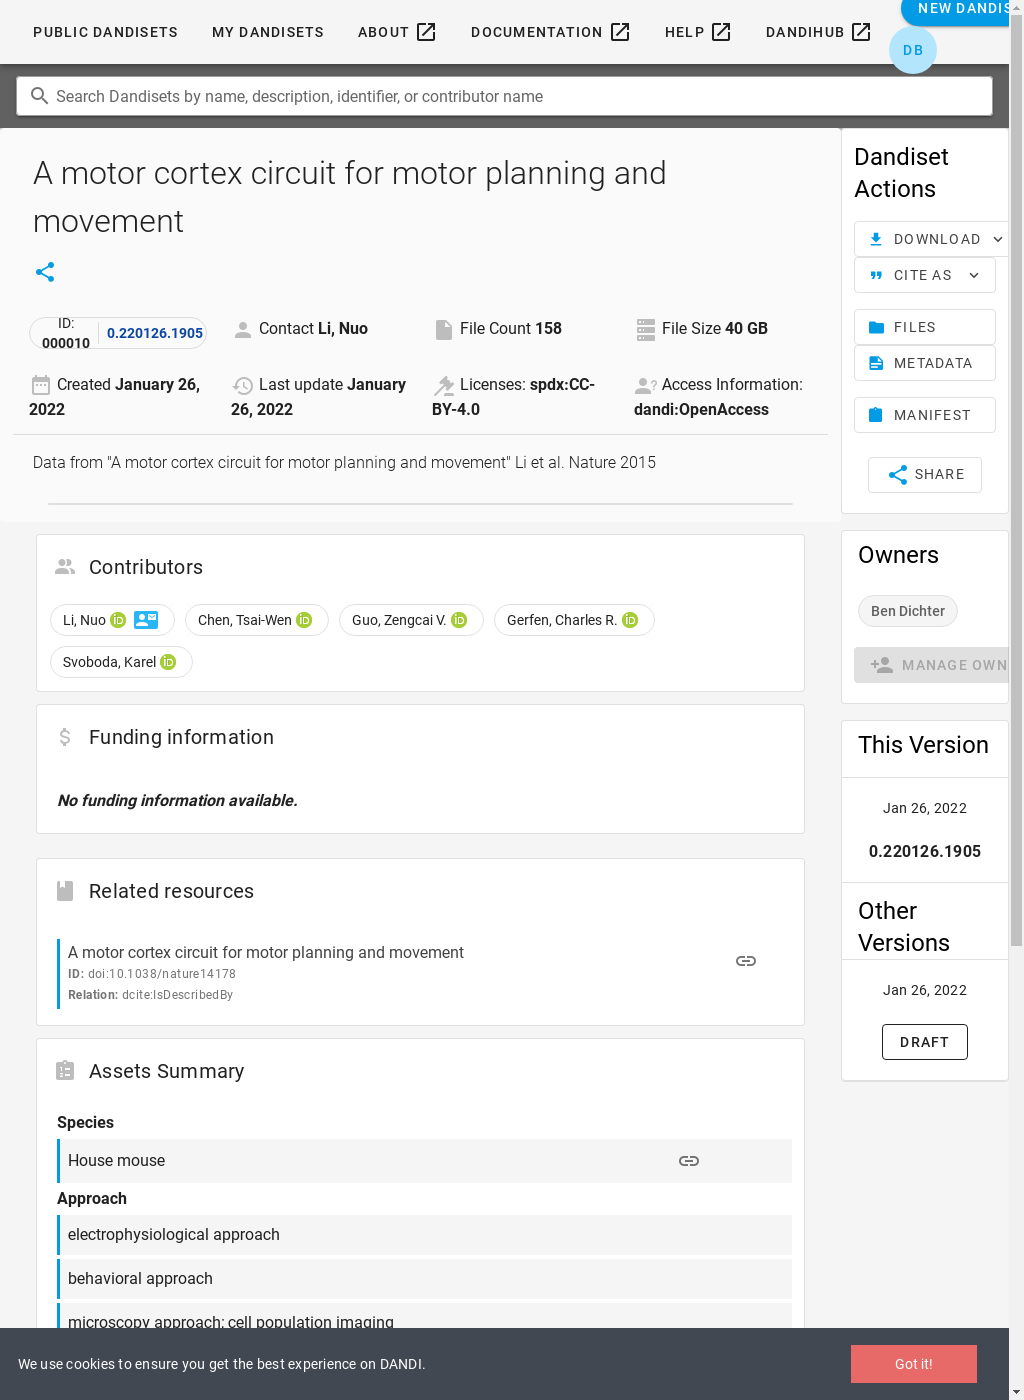 PUBLIC DANDISETS MY DANDISETS ABOUT DOCUMENTATION HELP DANDIHUB
NEW DANDIS
DB
Search Dandisets by name, description, identifier, or contributor name
A motor cortex circuit for motor planning and
movement
ID:
000010 0.220126.1905
Contact Li, Nuo
File Count 158
File Size 40 GB
Created January 26,
2022
Last update January
26, 2022
Licenses: spdx:CC-
BY-4.0
Access Information:
dandi:OpenAccess
Data from "A motor cortex circuit for motor planning and movement" Li et al. Nature 2015
Contributors
Li, Nuo Chen, Tsai-Wen Guo, Zengcai V. Gerfen, Charles R.
Svoboda, Karel
Funding information
No funding information available.
Related resources
A motor cortex circuit for motor planning and movement
ID: doi:10.1038/nature14178
Relation: dcite:IsDescribedBy
Assets Summary
Species
House mouse
Approach
electrophysiological approach
behavioral approach
microscopy approach; cell population imaging
Dandiset
Actions
DOWNLOAD
CITE AS
FILES
METADATA
MANIFEST
SHARE
Owners
Ben Dichter
MANAGE OWN
This Version
Jan 26, 2022
0.220126.1905
Other
Versions
Jan 26, 2022
DRAFT
We use cookies to ensure you get the best experience on DANDI.
Got it!